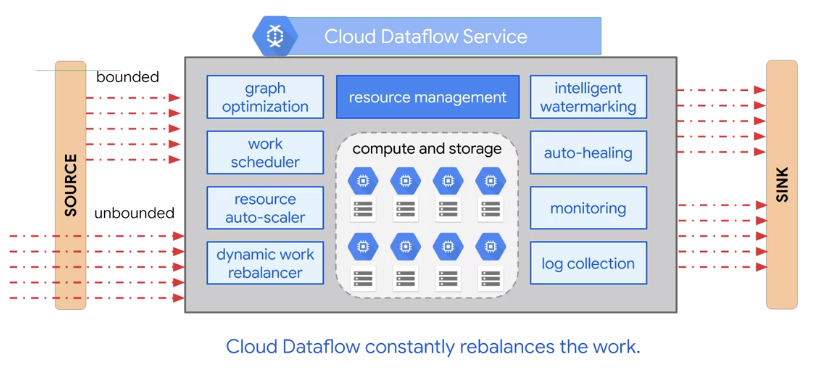 Cloud Dataflow Service
SOURCE
bounded
unbounded
graph
optimization
work
scheduler
resource
auto-scaler
dynamic work
rebalancer
resource management
compute and storage
intelligent
watermarking
auto-healing
monitoring
log collection
SINK
Cloud Dataflow constantly rebalances the work.